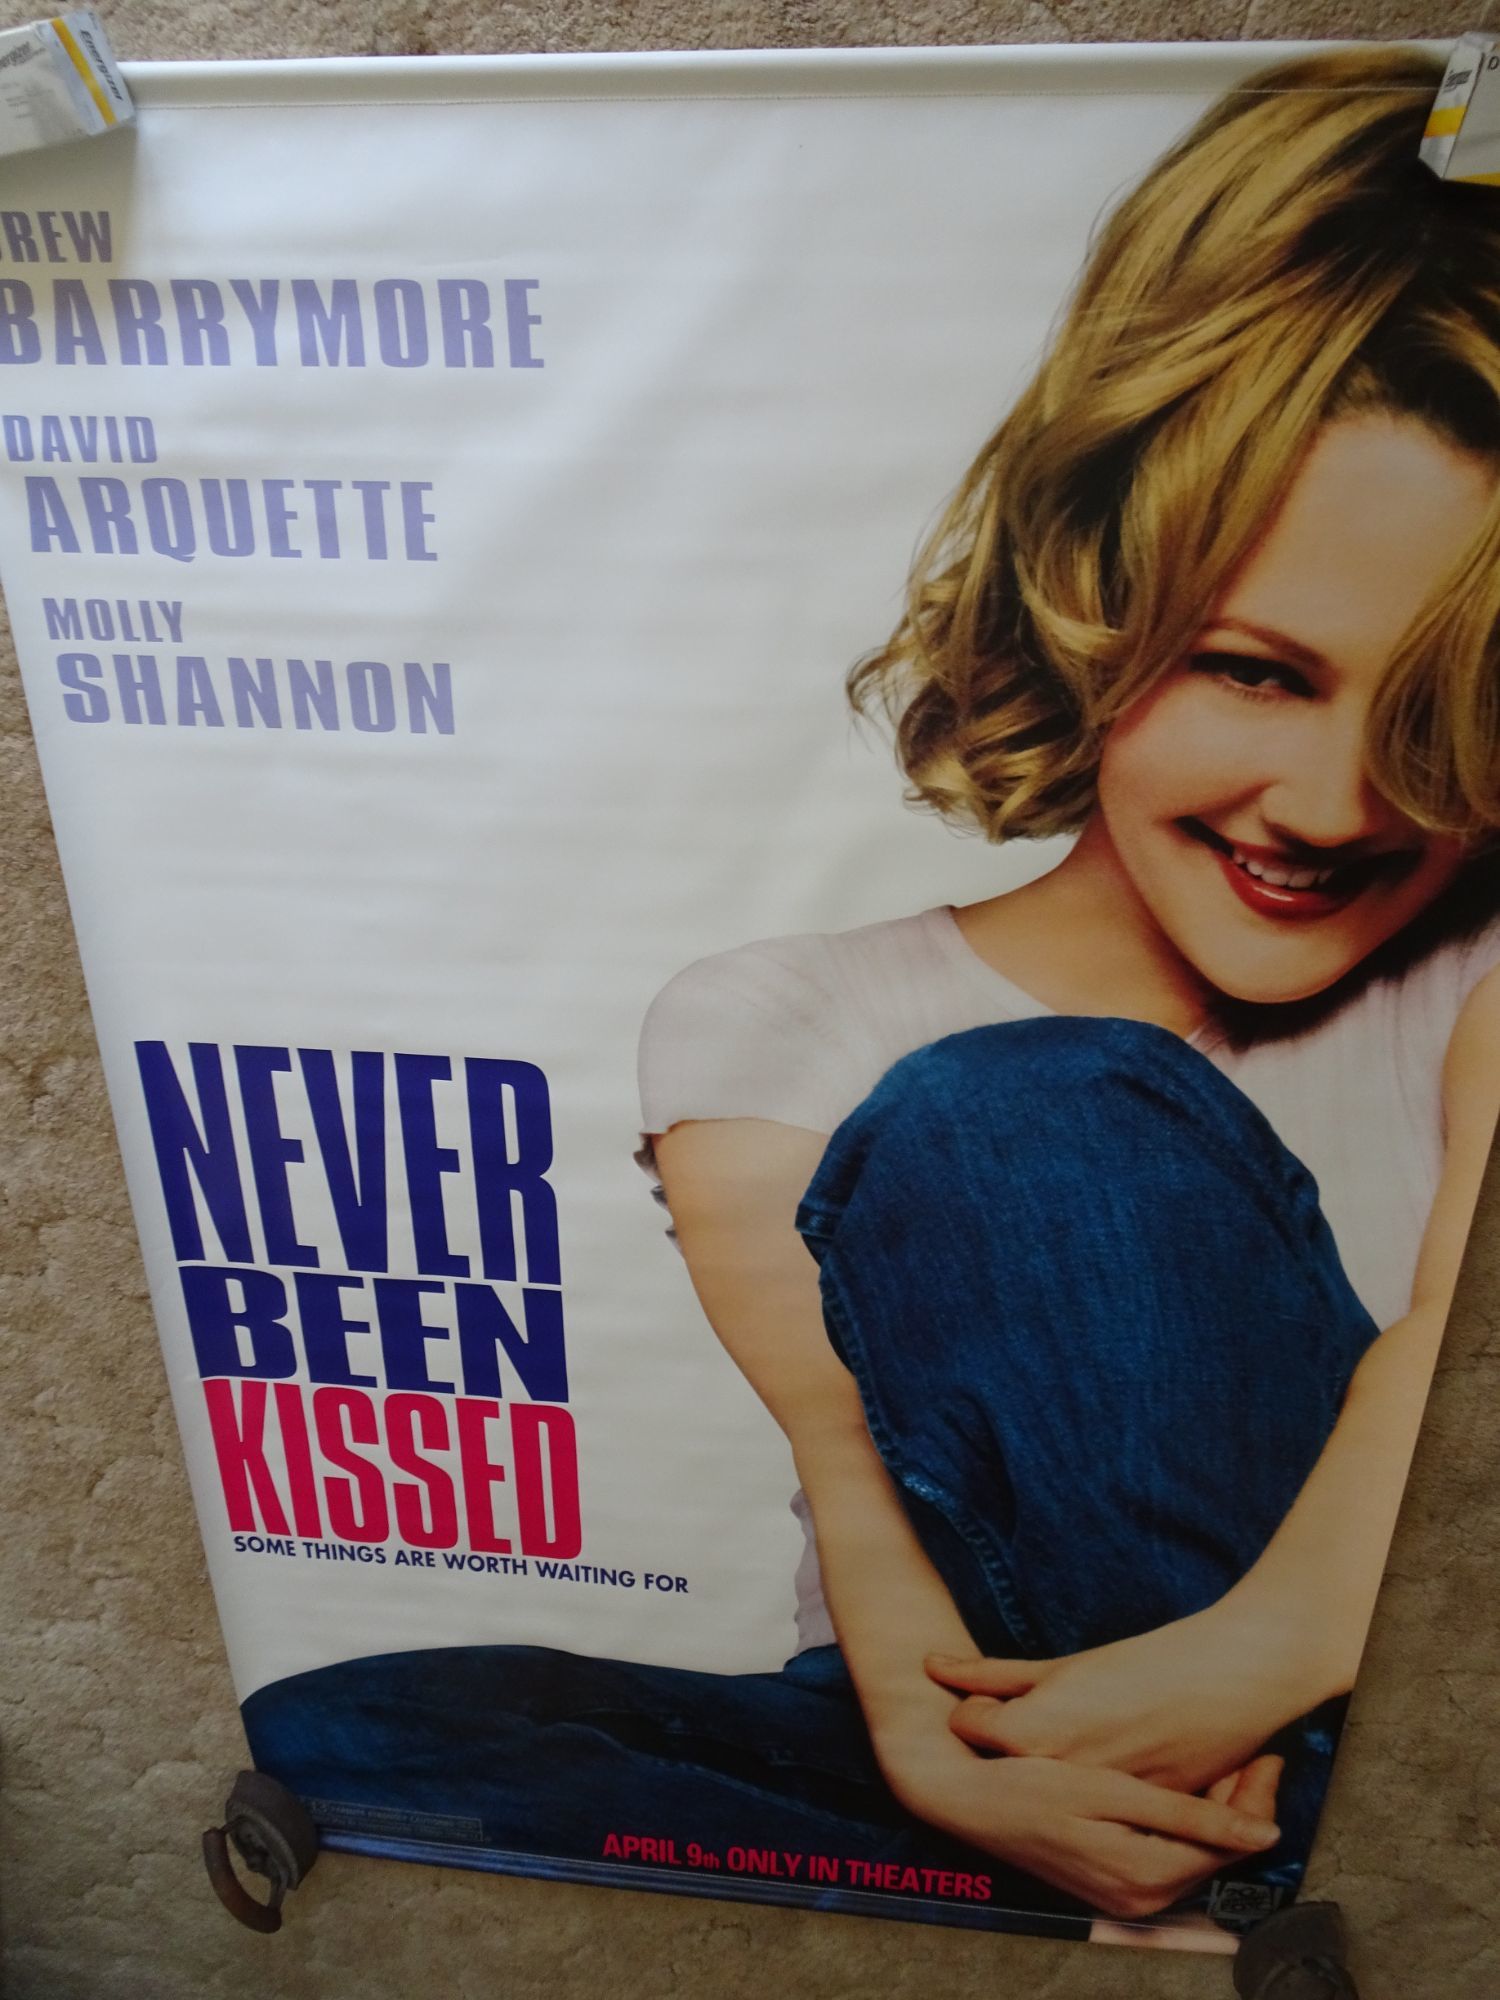 Energizer
REW
BARRYMORE
DAVID
ARQUETTE
MOLLY
SHANNON
NEVER
BEEN
KISSED
SOME THINGS ARE WORTH WAITING FOR
APRIL 9th ONLY IN THEATERS